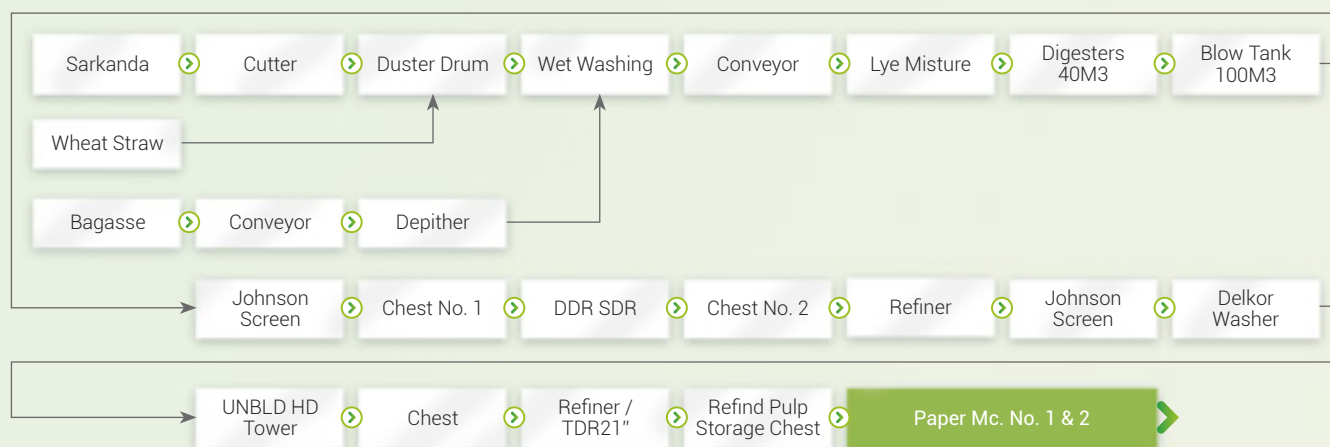 Sarkanda
Cutter
Duster Drum
Wet Washing
Conveyor
Lye Misture
Digesters
40M3
Blow Tank
100M3
Wheat Straw
Bagasse
Conveyor
Depither
Johnson
Screen
Chest No. 1
DDR SDR
Chest No. 2
Refiner
Johnson
Screen
Delkor
Washer
UNBLD HD
Tower
Chest
Refiner /
TDR21"
Refind Pulp
Storage Chest
Paper Mc. No. 1 & 2